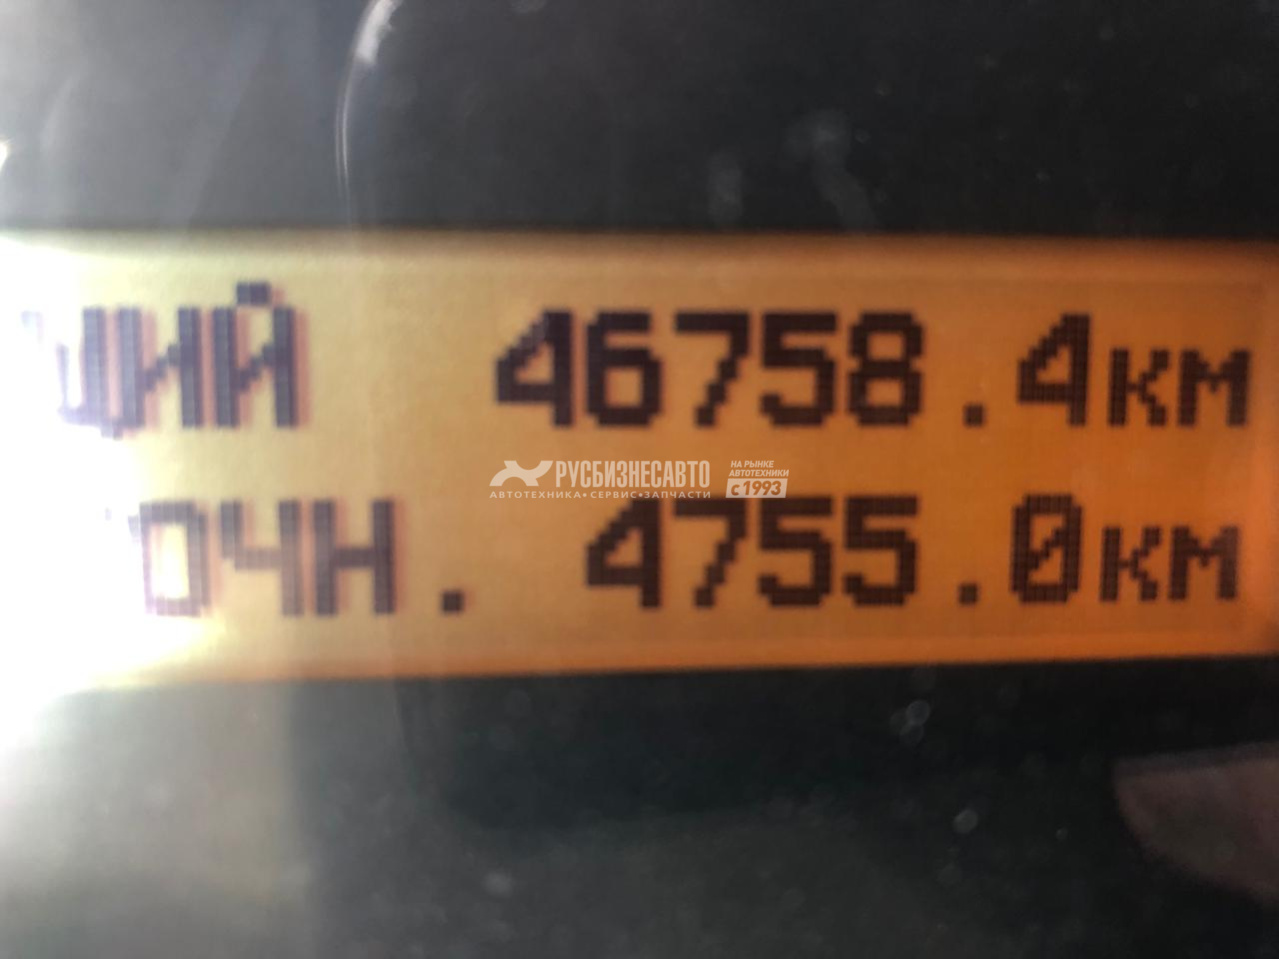 щий 46758.4км
РУСБИЗНЕСАВТО НА РЫНКЕ АВТОТЕХНИКИ с 1993
АВТОТЕХНИКА•СЕРВИС•ЗАПЧАСТИ
ОЧН. 4755.0км